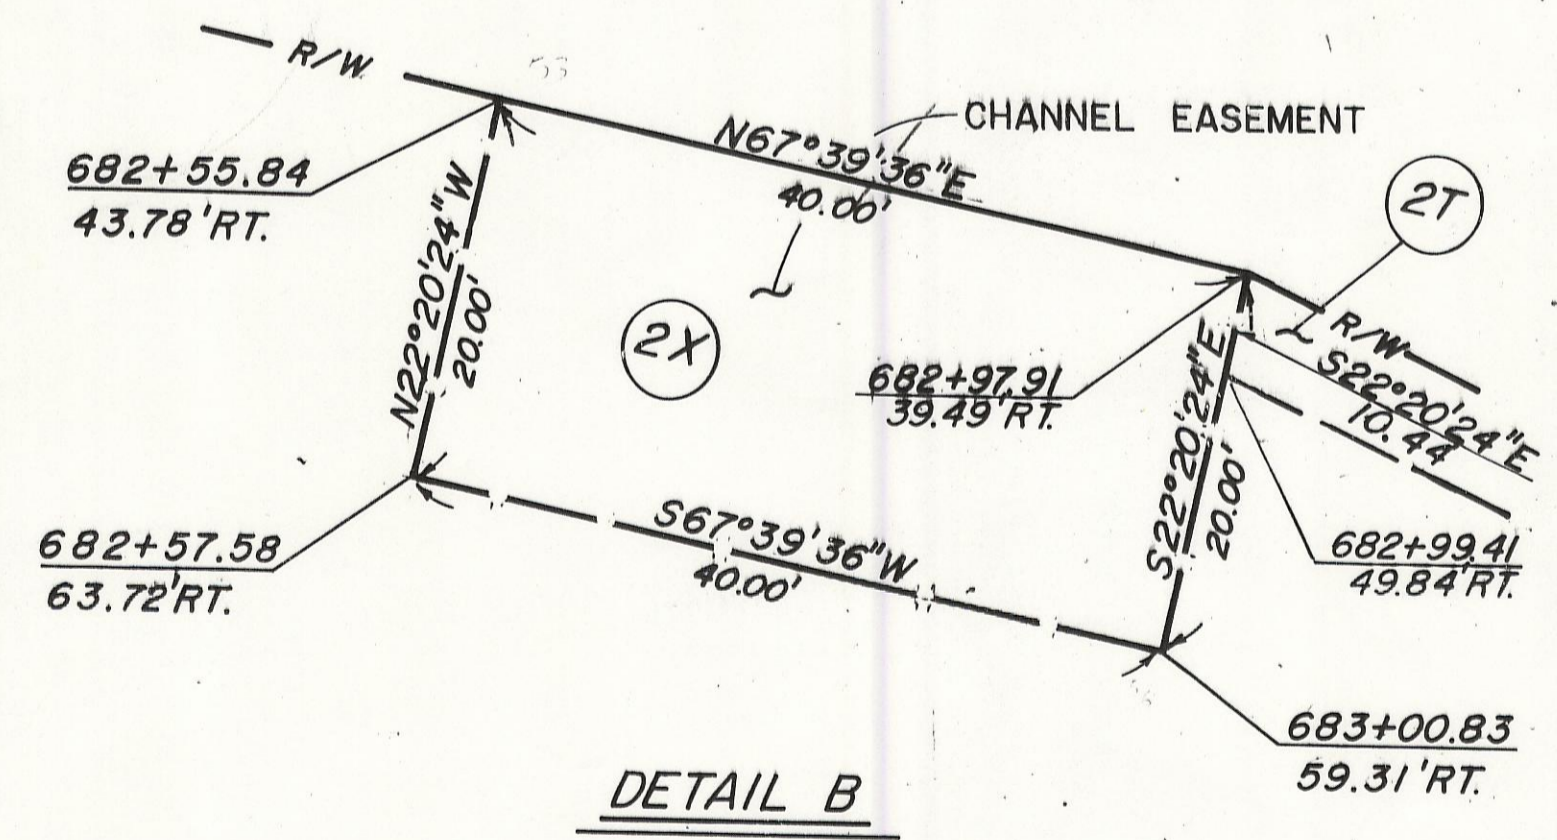 R/W
CHANNEL EASEMENT
N67°39'36"E
40.00'
682+55.84
43.78'RT.
N22°20'24"W
20.00'
2T
2X
R/W
682+97.91
39.49'RT.
S22°20'24"E
10.44
S22°20'24"E
20.00'
682+57.58
63.72'RT.
S67°39'36"W
40.00'
682+99.41
49.84'RT.
683+00.83
59.31'RT.
DETAIL B